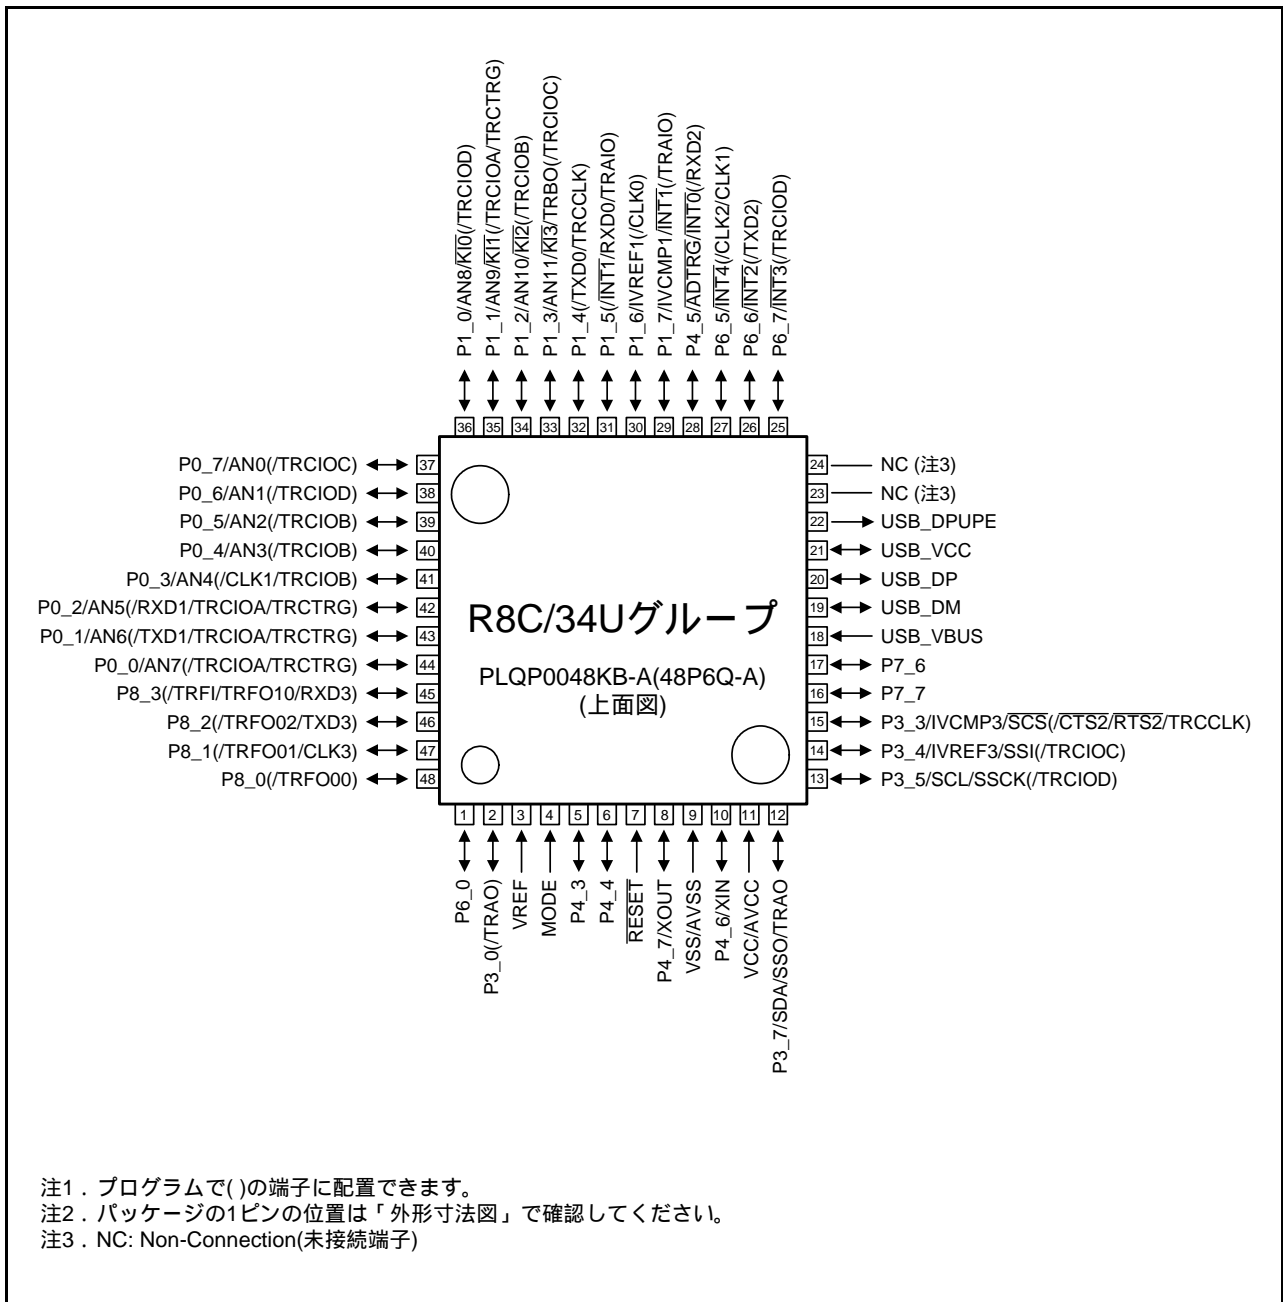 P1_0/AN8/KI0(/TRCIOD)
P1_1/AN9/KI1(/TRCIOA/TRCTRG)
P1_2/AN10/KI2(/TRCIOB)
P1_3/AN11/KI3/TRBO(/TRCIOC)
P1_4(/TXD0/TRCCLK)
P1_5(/INT1/RXD0/TRAIO)
P1_6/IVREF1(/CLK0)
P1_7/IVCMP1/INT1(/TRAIO)
P4_5/ADTRG/INT0(/RXD2)
P6_5/INT4(/CLK2/CLK1)
P6_6/INT2(/TXD2)
P6_7/INT3(/TRCIOD)
36 35 34 33 32 31 30 29 28 27 26 25
P0_7/AN0(/TRCIOC) 37
P0_6/AN1(/TRCIOD) 38
P0_5/AN2(/TRCIOB) 39
P0_4/AN3(/TRCIOB) 40
P0_3/AN4(/CLK1/TRCIOB) 41
P0_2/AN5(/RXD1/TRCIOA/TRCTRG) 42
P0_1/AN6(/TXD1/TRCIOA/TRCTRG) 43
P0_0/AN7(/TRCIOA/TRCTRG) 44
P8_3(/TRFI/TRFO10/RXD3) 45
P8_2(/TRFO02/TXD3) 46
P8_1(/TRFO01/CLK3) 47
P8_0(/TRFO00) 48
R8C/34Uグループ
PLQP0048KB-A(48P6Q-A)
(上面図)
24 NC (注3)
23 NC (注3)
22 USB_DPUPE
21 USB_VCC
20 USB_DP
19 USB_DM
18 USB_VBUS
17 P7_6
16 P7_7
15 P3_3/IVCMP3/SCS(/CTS2/RTS2/TRCCLK)
14 P3_4/IVREF3/SSI(/TRCIOC)
13 P3_5/SCL/SSCK(/TRCIOD)
1 2 3 4 5 6 7 8 9 10 11 12
P6_0
P3_0(/TRAO)
VREF
MODE
P4_3
P4_4
RESET
P4_7/XOUT
VSS/AVSS
P4_6/XIN
VCC/AVCC
P3_7/SDA/SSO/TRAO
注1．プログラムで( )の端子に配置できます。
注2．パッケージの1ピンの位置は「外形寸法図」で確認してください。
注3．NC: Non-Connection(未接続端子)